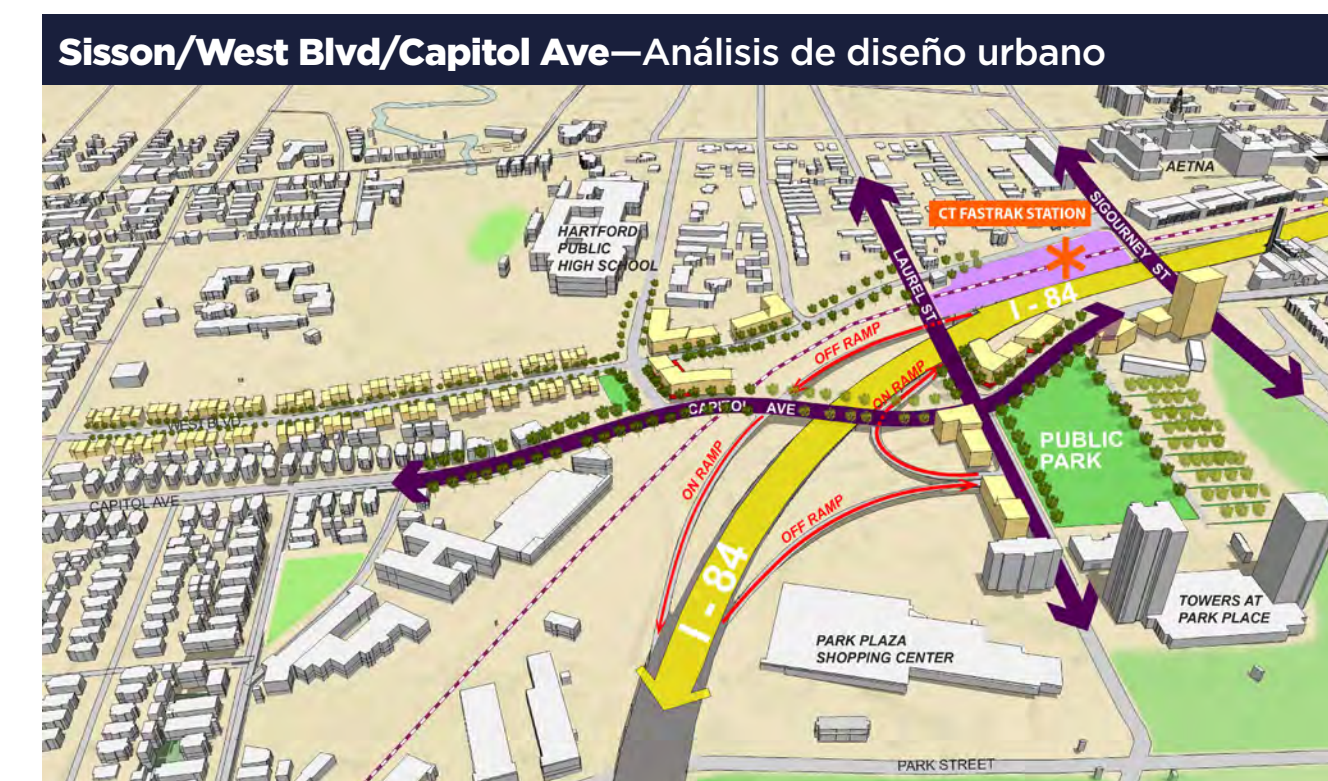 Sisson/West Blvd/Capitol Ave—Análisis de diseño urbano
AETNA
CT FASTRAK STATION
SIGOURNEY ST
HARTFORD
PUBLIC
HIGH SCHOOL
LAUREL ST
I - 84
OFF RAMP
ON RAMP
CAPITOL AVE
WEST BLVD
PUBLIC
PARK
CAPITOL AVE
ON RAMP
OFF RAMP
I - 84
TOWERS AT
PARK PLACE
PARK PLAZA
SHOPPING CENTER
PARK STREET